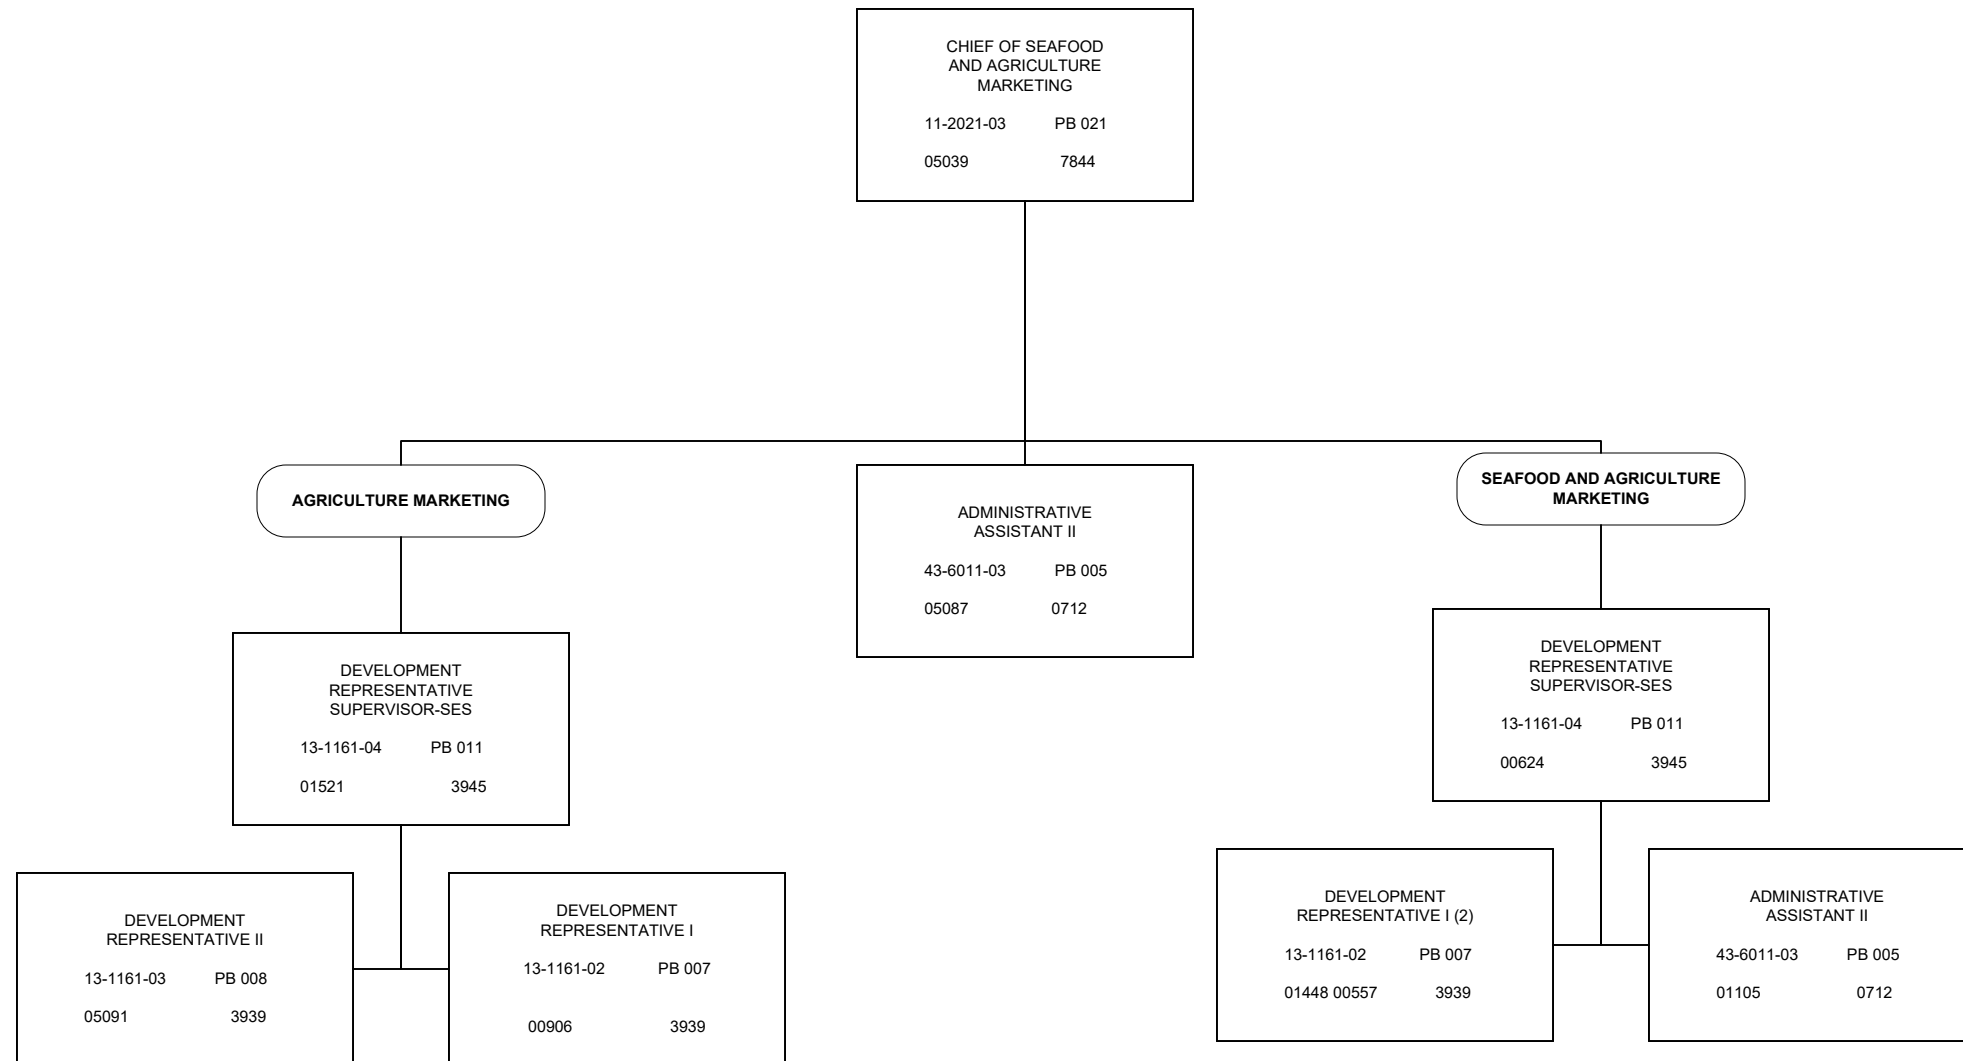 CHIEF OF SEAFOOD
AND AGRICULTURE
MARKETING
11-2021-03 PB 021
05039 7844
AGRICULTURE MARKETING
ADMINISTRATIVE
ASSISTANT II
43-6011-03 PB 005
05087 0712
SEAFOOD AND AGRICULTURE
MARKETING
DEVELOPMENT
REPRESENTATIVE
SUPERVISOR-SES
13-1161-04 PB 011
01521 3945
DEVELOPMENT
REPRESENTATIVE
SUPERVISOR-SES
13-1161-04 PB 011
00624 3945
DEVELOPMENT
REPRESENTATIVE II
13-1161-03 PB 008
05091 3939
DEVELOPMENT
REPRESENTATIVE I
13-1161-02 PB 007
00906 3939
DEVELOPMENT
REPRESENTATIVE I (2)
13-1161-02 PB 007
01448 00557 3939
ADMINISTRATIVE
ASSISTANT II
43-6011-03 PB 005
01105 0712